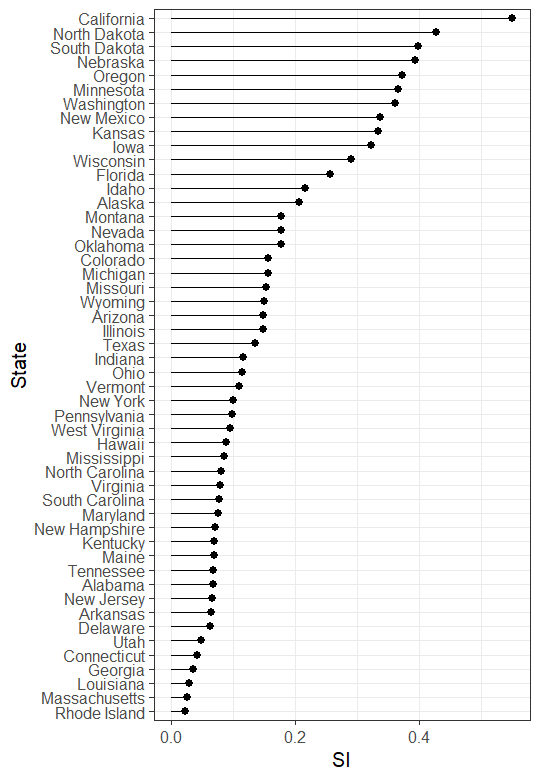 California
North Dakota
South Dakota
Nebraska
Oregon
Minnesota
Washington
New Mexico
Kansas
Iowa
Wisconsin
Florida
Idaho
Alaska
Montana
Nevada
Oklahoma
Colorado
Michigan
Missouri
Wyoming
Arizona
Illinois
Texas
Indiana
Ohio
Vermont
New York
Pennsylvania
West Virginia
Hawaii
Mississippi
North Carolina
Virginia
South Carolina
Maryland
New Hampshire
Kentucky
Maine
Tennessee
Alabama
New Jersey
Arkansas
Delaware
Utah
Connecticut
Georgia
Louisiana
Massachusetts
Rhode Island
State
0.0 0.2 0.4
SI